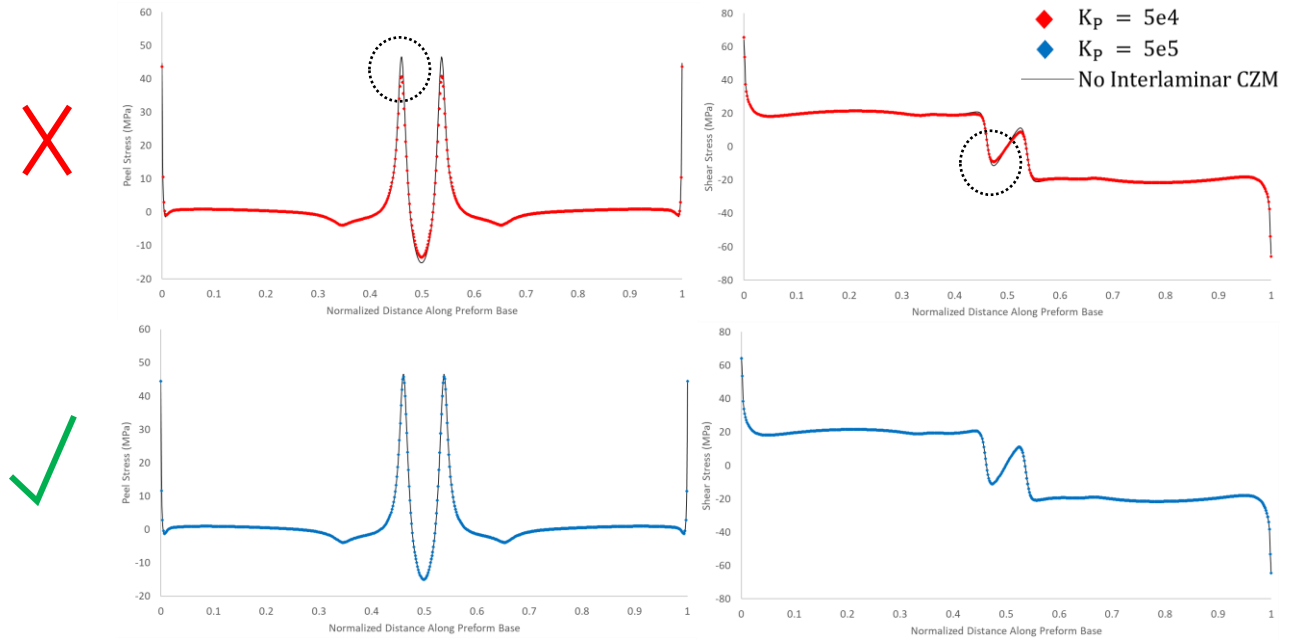 K_P = 5e4
K_P = 5e5
No Interlaminar CZM
60
50
40
30
20
10
0
-10
-20
Peel Stress (MPa)
0 0.1 0.2 0.3 0.4 0.5 0.6 0.7 0.8 0.9 1
Normalized Distance Along Preform Base
80
60
40
20
0
-20
-40
-60
-80
Shear Stress (MPa)
0 0.1 0.2 0.3 0.4 0.5 0.6 0.7 0.8 0.9 1
Normalized Distance Along Preform Base
60
50
40
30
20
10
0
-10
-20
Peel Stress (MPa)
0 0.1 0.2 0.3 0.4 0.5 0.6 0.7 0.8 0.9 1
Normalized Distance Along Preform Base
80
60
40
20
0
-20
-40
-60
-80
Shear Stress (MPa)
0 0.1 0.2 0.3 0.4 0.5 0.6 0.7 0.8 0.9 1
Normalized Distance Along Preform Base